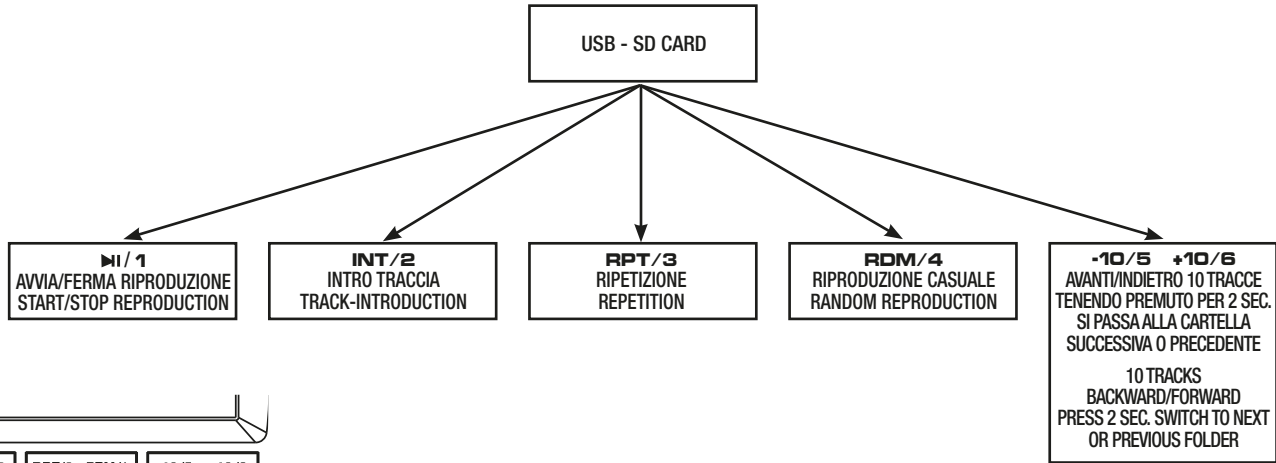 USB - SD CARD
▶II/1
AVVIA/FERMA RIPRODUZIONE
START/STOP REPRODUCTION
INT/2
INTRO TRACCIA
TRACK-INTRODUCTION
RPT/3
RIPETIZIONE
REPETITION
RDM/4
RIPRODUZIONE CASUALE
RANDOM REPRODUCTION
-10/5 +10/6
AVANTI/INDIETRO 10 TRACCE
TENENDO PREMUTO PER 2 SEC.
SI PASSA ALLA CARTELLA
SUCCESSIVA O PRECEDENTE
10 TRACKS
BACKWARD/FORWARD
PRESS 2 SEC. SWITCH TO NEXT
OR PREVIOUS FOLDER